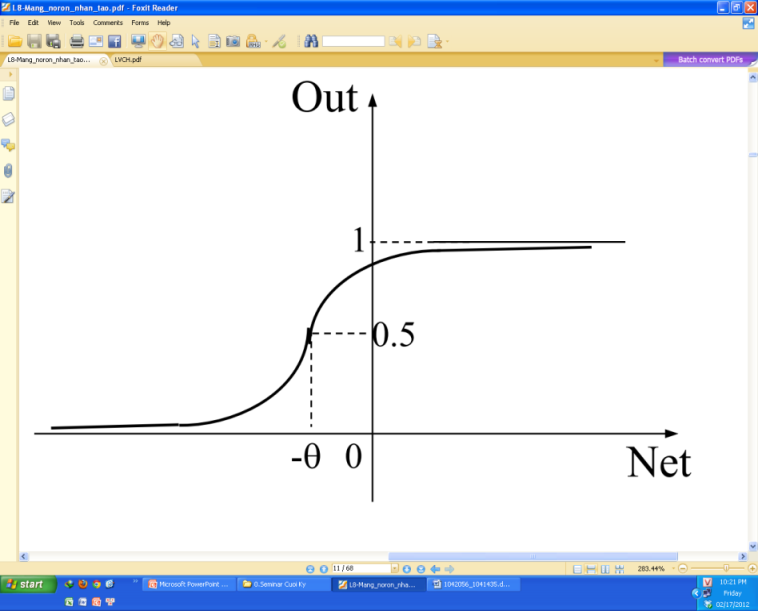 L8-Mang_noron_nhan_tao.pdf - Foxit Reader
File Edit View Tools Comments Forms Help
L8-Mang_noron_nhan_tao... LVCH.pdf Batch convert PDFs
Out
1
0.5
-θ 0
Net
11 / 68 283.44%
start Microsoft PowerPoint ... B.Seminar Cuoi Ky L8-Mang_noron_nha... 1042056_1041435.d... 10:21 PM
Friday
02/17/2012